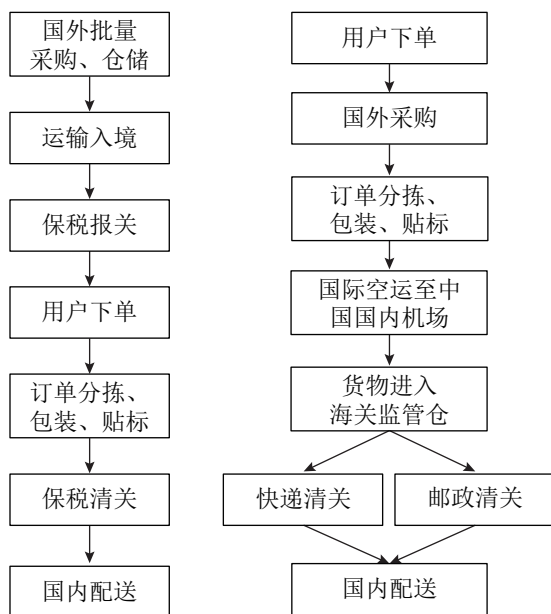 国外批量
采购、仓储
运输入境
保税报关
用户下单
订单分拣、
包装、贴标
保税清关
国内配送
用户下单
国外采购
订单分拣、
包装、贴标
国际空运至中
国国内机场
货物进入
海关监管仓
快递清关
邮政清关
国内配送